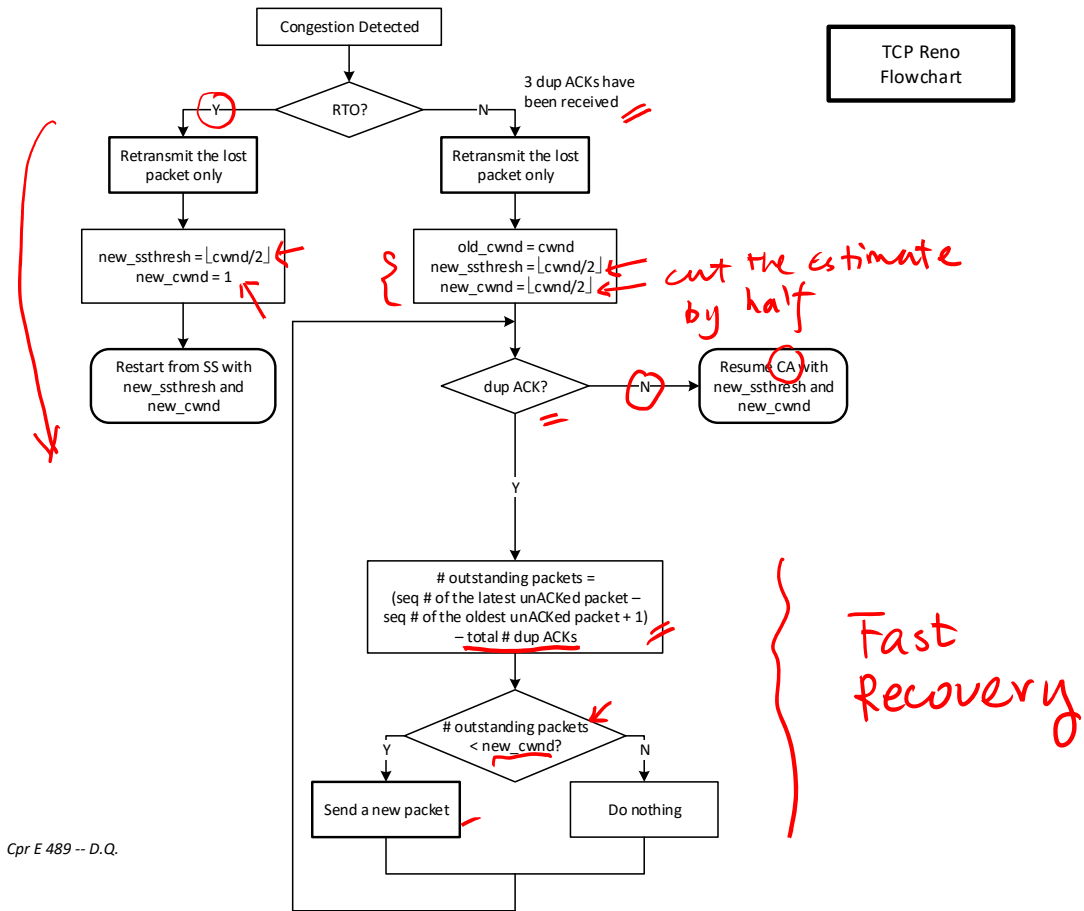 Congestion Detected
TCP Reno
Flowchart
3 dup ACKs have
been received
Y
RTO?
N
Retransmit the lost
packet only
Retransmit the lost
packet only
new_ssthresh = ⌊cwnd/2⌋
new_cwnd = 1
old_cwnd = cwnd
new_ssthresh = ⌊cwnd/2⌋
new_cwnd = ⌊cwnd/2⌋
cut the estimate
by half
Restart from SS with
new_ssthresh and
new_cwnd
dup ACK?
N
Resume CA with
new_ssthresh and
new_cwnd
Y
# outstanding packets =
(seq # of the latest unACKed packet –
seq # of the oldest unACKed packet + 1)
– total # dup ACKs
Fast
Recovery
# outstanding packets
< new_cwnd?
Y
N
Send a new packet
Do nothing
Cpr E 489 -- D.Q.